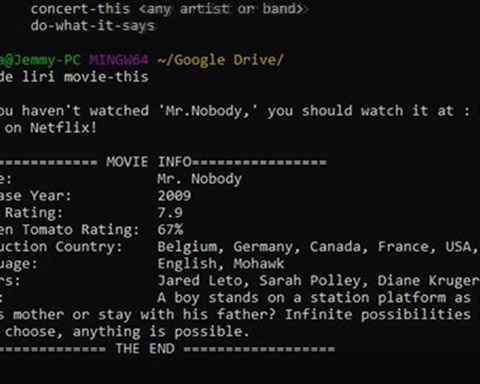 concert-this <any artist or band>
do-what-it-says
a@Jemmy-PC MINGW64 ~/Google Drive/
de liri movie-this
ou haven't watched 'Mr.Nobody,' you should watch it at :
on Netflix!
============ MOVIE INFO================
e: Mr. Nobody
ase Year: 2009
Rating: 7.9
en Tomato Rating: 67%
uction Country: Belgium, Germany, Canada, France, USA,
uage: English, Mohawk
rs: Jared Leto, Sarah Polley, Diane Kruger
: A boy stands on a station platform as
s mother or stay with his father? Infinite possibilities
choose, anything is possible.
============= THE END ==================